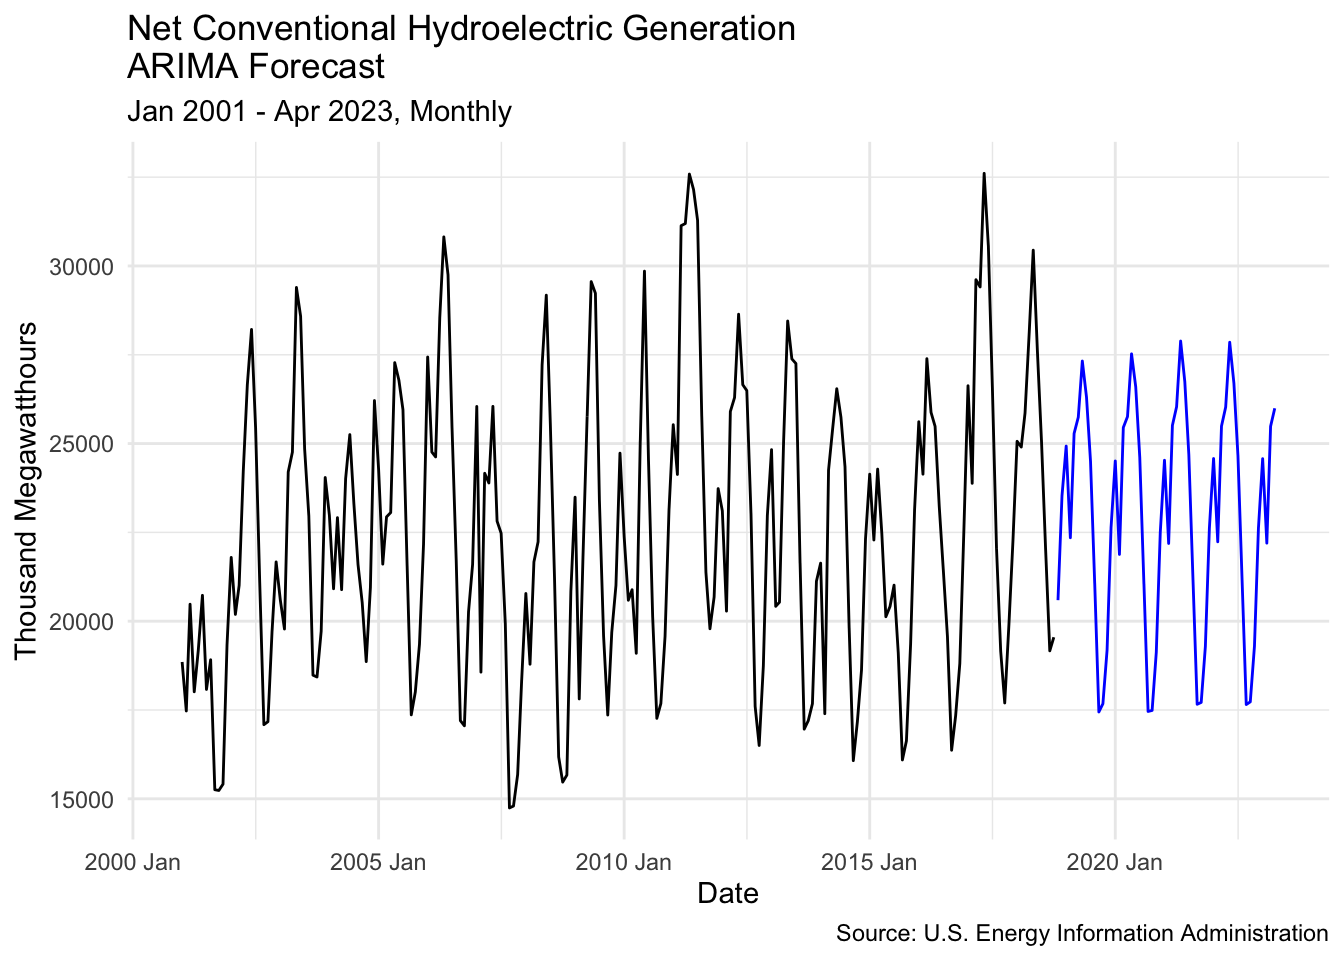 Net Conventional Hydroelectric Generation
ARIMA Forecast
Jan 2001 - Apr 2023, Monthly
Thousand Megawatthours
30000
25000
20000
15000
2000 Jan
2005 Jan
2010 Jan
2015 Jan
2020 Jan
Date
Source: U.S. Energy Information Administration